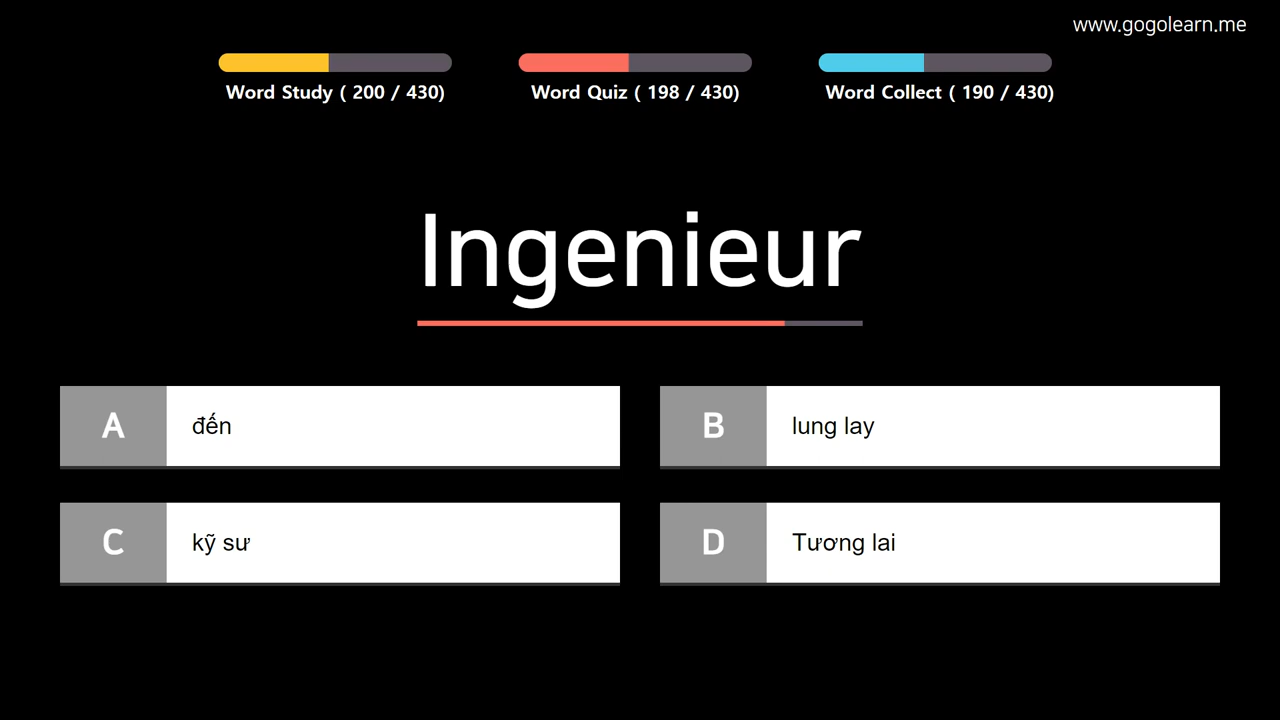 www.gogolearn.me
Word Study ( 200 / 430)
Word Quiz ( 198 / 430)
Word Collect ( 190 / 430)
Ingenieur
A
đến
B
lung lay
C
kỹ sư
D
Tương lai